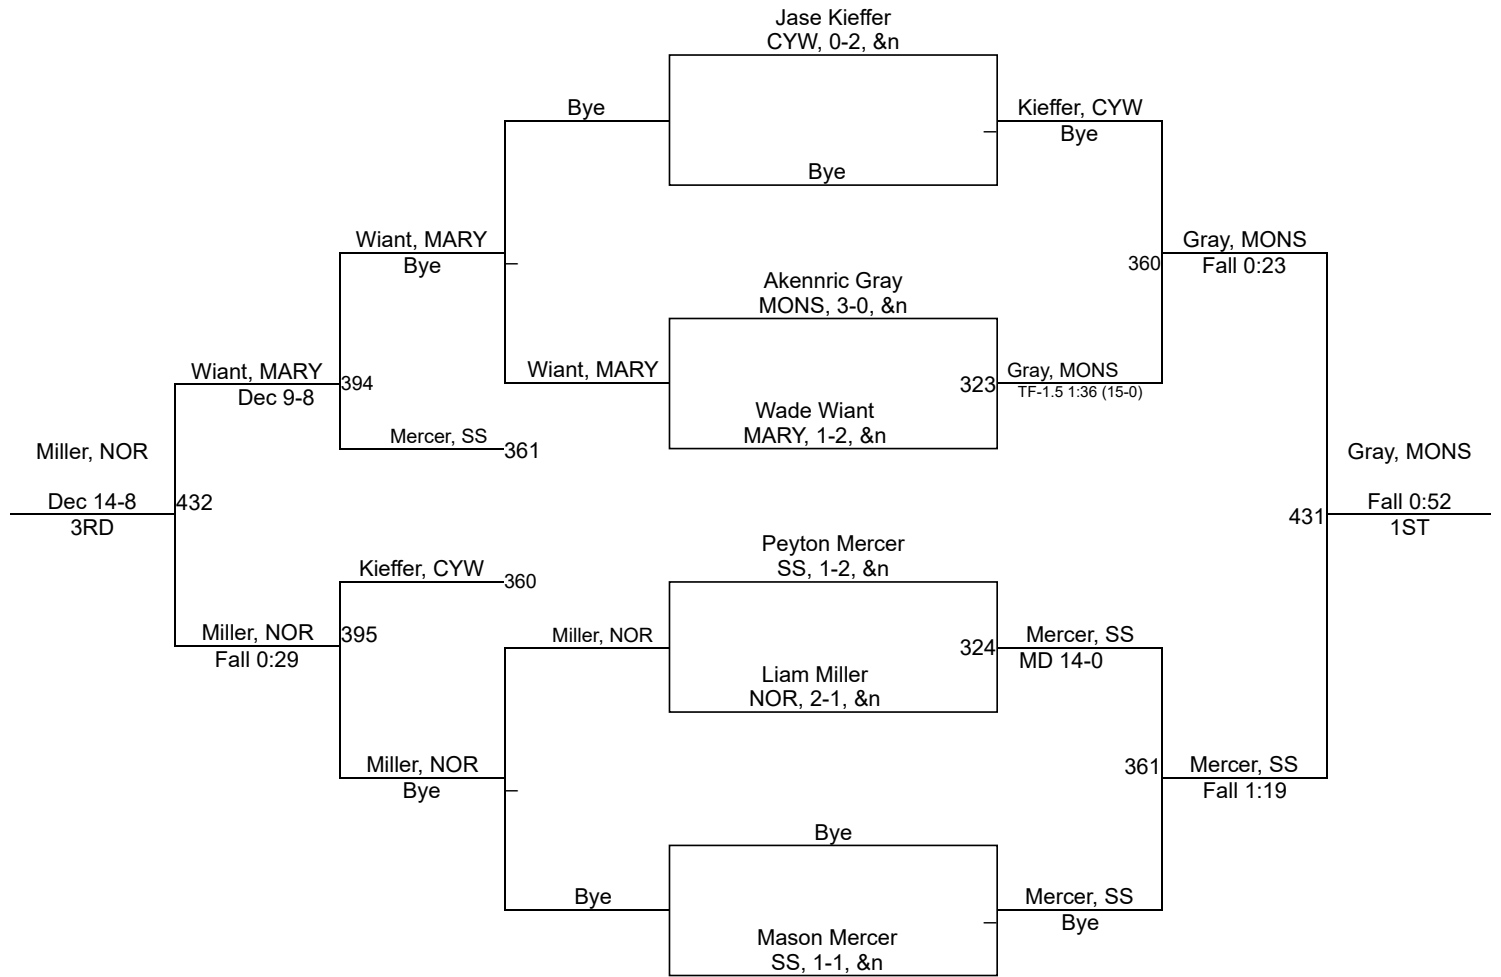 Jase Kieffer
CYW, 0-2, &n
Bye
Kieffer, CYW
Bye
Bye
Wiant, MARY
Bye
Gray, MONS
360
Fall 0:23
Akennric Gray
MONS, 3-0, &n
Wiant, MARY
394
Dec 9-8
Wiant, MARY
323
Gray, MONS
TF-1.5 1:36 (15-0)
Wade Wiant
MARY, 1-2, &n
Mercer, SS
361
Miller, NOR
Gray, MONS
Dec 14-8
432
3RD
431
Fall 0:52
1ST
Peyton Mercer
SS, 1-2, &n
Kieffer, CYW
360
Miller, NOR
395
Fall 0:29
Miller, NOR
324
Mercer, SS
MD 14-0
Liam Miller
NOR, 2-1, &n
Miller, NOR
Bye
361
Mercer, SS
Fall 1:19
Bye
Bye
Mercer, SS
Bye
Mason Mercer
SS, 1-1, &n